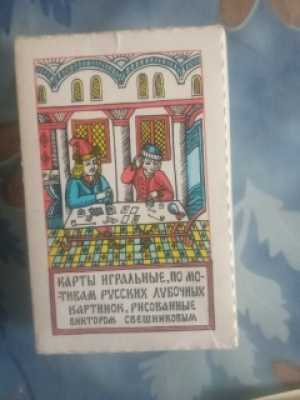 КАРТЫ ИГРАЛЬНЫЕ, ПО МО-
ТИВАМ РУССКИХ ЛУБОЧНЫХ
КАРТИНОК, РИСОВАННЫЕ
ВИКТОРОМ СВЕШНИКОВЫМ